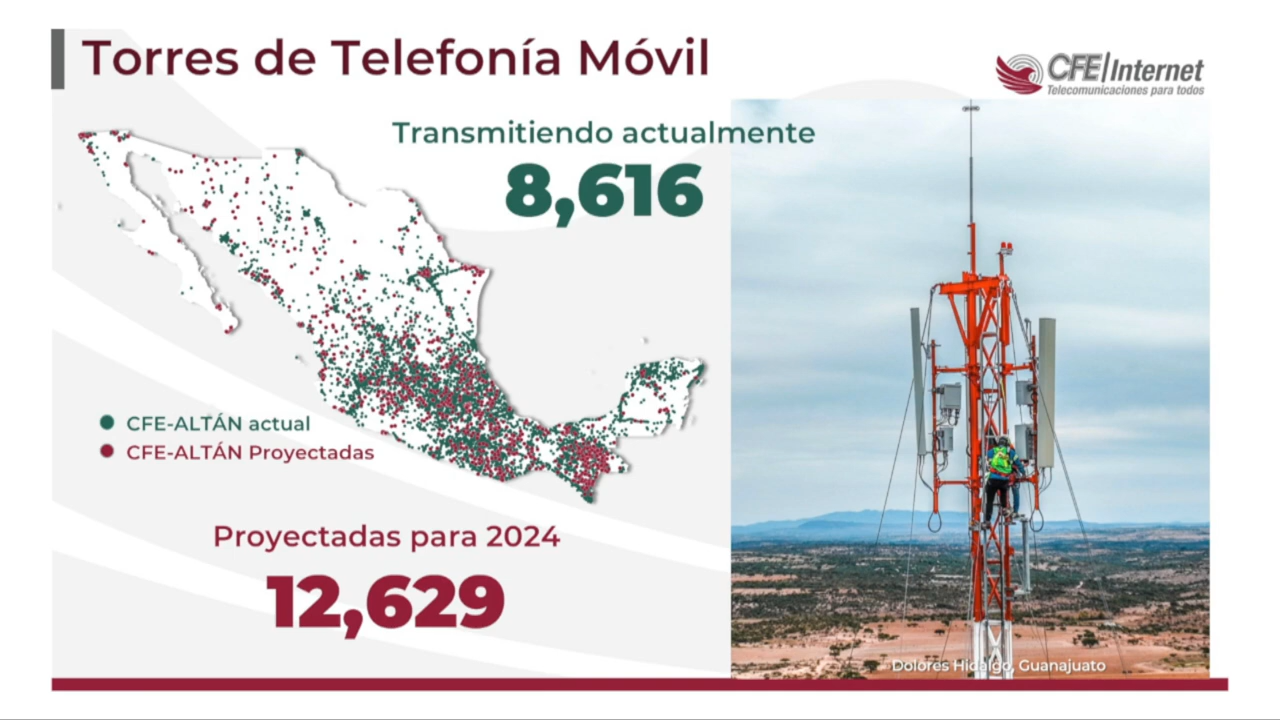 Torres de Telefonía Móvil
CFE|Internet
Telecomunicaciones para todos
Transmitiendo actualmente
8,616
CFE-ALTÁN actual
CFE-ALTÁN Proyectadas
Proyectadas para 2024
12,629
Dolores Hidalgo, Guanajuato